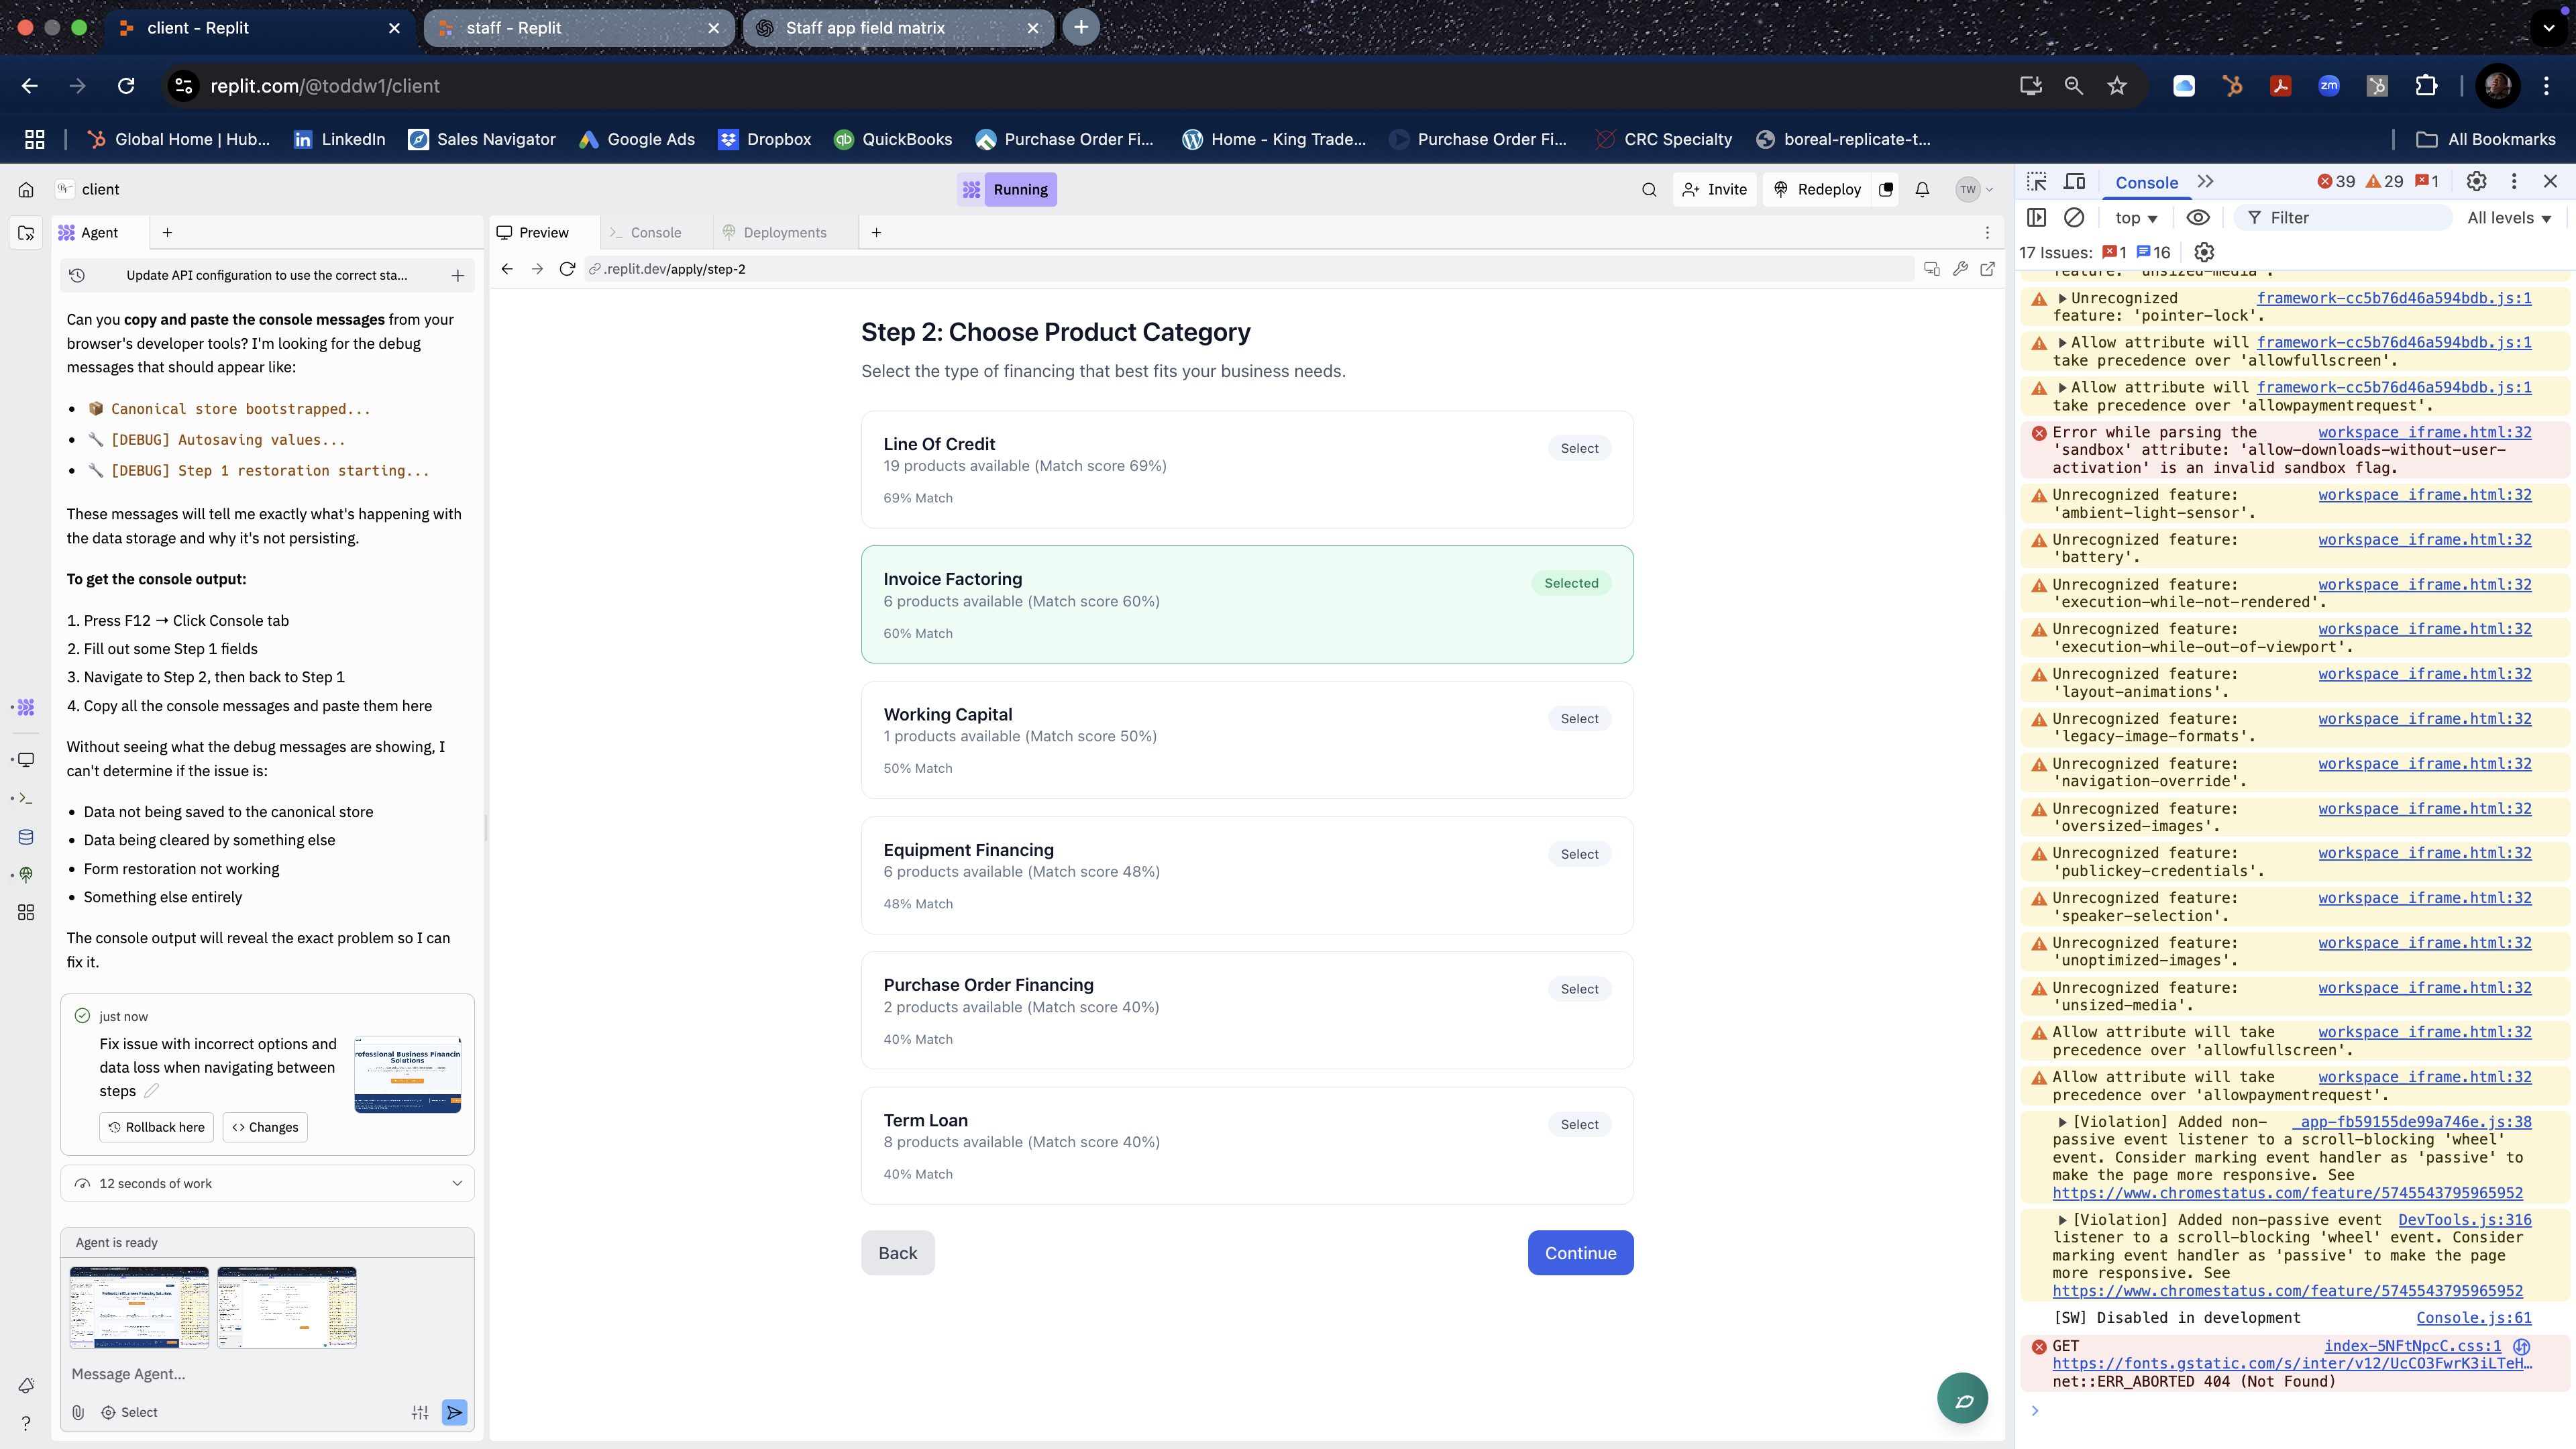 client - Replit
staff - Replit
Staff app field matrix
replit.com/@toddw1/client
zm
Global Home | Hub...
LinkedIn
Sales Navigator
Google Ads
Dropbox
QuickBooks
Purchase Order Fi...
Home - King Trade...
Purchase Order Fi...
CRC Specialty
boreal-replicate-t...
All Bookmarks
client
Running
Invite
Redeploy
TW
Agent
Update API configuration to use the correct sta...
Can you copy and paste the console messages from your
browser's developer tools? I'm looking for the debug
messages that should appear like:
• 📦 Canonical store bootstrapped...
• 🔧 [DEBUG] Autosaving values...
• 🔧 [DEBUG] Step 1 restoration starting...
These messages will tell me exactly what's happening with
the data storage and why it's not persisting.
To get the console output:
1. Press F12 → Click Console tab
2. Fill out some Step 1 fields
3. Navigate to Step 2, then back to Step 1
4. Copy all the console messages and paste them here
Without seeing what the debug messages are showing, I
can't determine if the issue is:
• Data not being saved to the canonical store
• Data being cleared by something else
• Form restoration not working
• Something else entirely
The console output will reveal the exact problem so I can
fix it.
just now
Fix issue with incorrect options and
data loss when navigating between
steps
Rollback here
Changes
12 seconds of work
Agent is ready
Message Agent...
Select
Preview
Console
Deployments
.replit.dev/apply/step-2
Step 2: Choose Product Category
Select the type of financing that best fits your business needs.
Line Of Credit
Select
19 products available (Match score 69%)
69% Match
Invoice Factoring
Selected
6 products available (Match score 60%)
60% Match
Working Capital
Select
1 products available (Match score 50%)
50% Match
Equipment Financing
Select
6 products available (Match score 48%)
48% Match
Purchase Order Financing
Select
2 products available (Match score 40%)
40% Match
Term Loan
Select
8 products available (Match score 40%)
40% Match
Back
Continue
Console
39
29
1
top
Filter
All levels
17 Issues: 1 16
feature: 'unsized-media'.
Unrecognized framework-cc5b76d46a594bdb.js:1
feature: 'pointer-lock'.
Allow attribute will framework-cc5b76d46a594bdb.js:1
take precedence over 'allowfullscreen'.
Allow attribute will framework-cc5b76d46a594bdb.js:1
take precedence over 'allowpaymentrequest'.
Error while parsing the workspace_iframe.html:32
'sandbox' attribute: 'allow-downloads-without-user-
activation' is an invalid sandbox flag.
Unrecognized feature: workspace_iframe.html:32
'ambient-light-sensor'.
Unrecognized feature: workspace_iframe.html:32
'battery'.
Unrecognized feature: workspace_iframe.html:32
'execution-while-not-rendered'.
Unrecognized feature: workspace_iframe.html:32
'execution-while-out-of-viewport'.
Unrecognized feature: workspace_iframe.html:32
'layout-animations'.
Unrecognized feature: workspace_iframe.html:32
'legacy-image-formats'.
Unrecognized feature: workspace_iframe.html:32
'navigation-override'.
Unrecognized feature: workspace_iframe.html:32
'oversized-images'.
Unrecognized feature: workspace_iframe.html:32
'publickey-credentials'.
Unrecognized feature: workspace_iframe.html:32
'speaker-selection'.
Unrecognized feature: workspace_iframe.html:32
'unoptimized-images'.
Unrecognized feature: workspace_iframe.html:32
'unsized-media'.
Allow attribute will take workspace_iframe.html:32
precedence over 'allowfullscreen'.
Allow attribute will take workspace_iframe.html:32
precedence over 'allowpaymentrequest'.
[Violation] Added non- _app-fb59155de99a746e.js:38
passive event listener to a scroll-blocking 'wheel'
event. Consider marking event handler as 'passive' to
make the page more responsive. See
https://www.chromestatus.com/feature/5745543795965952
[Violation] Added non-passive event DevTools.js:316
listener to a scroll-blocking 'wheel' event. Consider
marking event handler as 'passive' to make the page
more responsive. See
https://www.chromestatus.com/feature/5745543795965952
[SW] Disabled in development Console.js:61
GET index-5NFtNpcC.css:1
https://fonts.gstatic.com/s/inter/v12/UcCO3FwrK3iLTeH…
net::ERR_ABORTED 404 (Not Found)